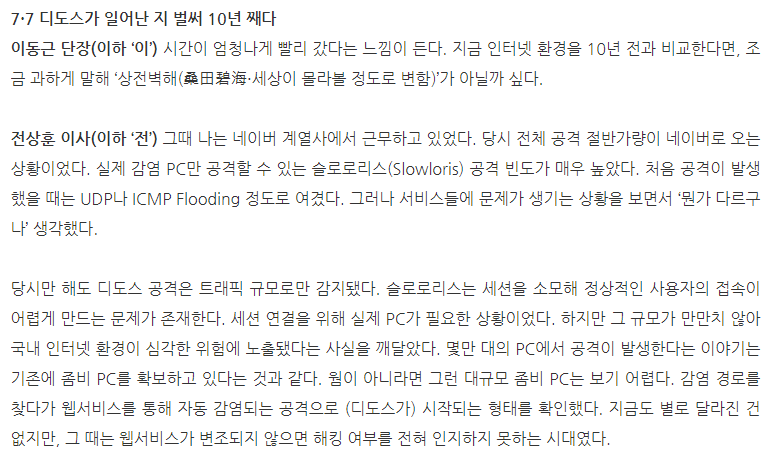 7·7 디도스가 일어난 지 벌써 10년 째다
이동근 단장(이하 ‘이’) 시간이 엄청나게 빨리 갔다는 느낌이 든다. 지금 인터넷 환경을 10년 전과 비교한다면, 조
금 과하게 말해 ‘상전벽해(桑田碧海·세상이 몰라볼 정도로 변함)’가 아닐까 싶다.
전상훈 이사(이하 ‘전’) 그때 나는 네이버 계열사에서 근무하고 있었다. 당시 전체 공격 절반가량이 네이버로 오는
상황이었다. 실제 감염 PC만 공격할 수 있는 슬로로리스(Slowloris) 공격 빈도가 매우 높았다. 처음 공격이 발생
했을 때는 UDP나 ICMP Flooding 정도로 여겼다. 그러나 서비스들에 문제가 생기는 상황을 보면서 ‘뭔가 다르구
나’ 생각했다.
당시만 해도 디도스 공격은 트래픽 규모로만 감지됐다. 슬로로리스는 세션을 소모해 정상적인 사용자의 접속이
어렵게 만드는 문제가 존재한다. 세션 연결을 위해 실제 PC가 필요한 상황이었다. 하지만 그 규모가 만만치 않아
국내 인터넷 환경이 심각한 위험에 노출됐다는 사실을 깨달았다. 몇만 대의 PC에서 공격이 발생한다는 이야기는
기존에 좀비 PC를 확보하고 있다는 것과 같다. 웜이 아니라면 그런 대규모 좀비 PC는 보기 어렵다. 감염 경로를
찾다가 웹서비스를 통해 자동 감염되는 공격으로 (디도스가) 시작되는 형태를 확인했다. 지금도 별로 달라진 건
없지만, 그 때는 웹서비스가 변조되지 않으면 해킹 여부를 전혀 인지하지 못하는 시대였다.